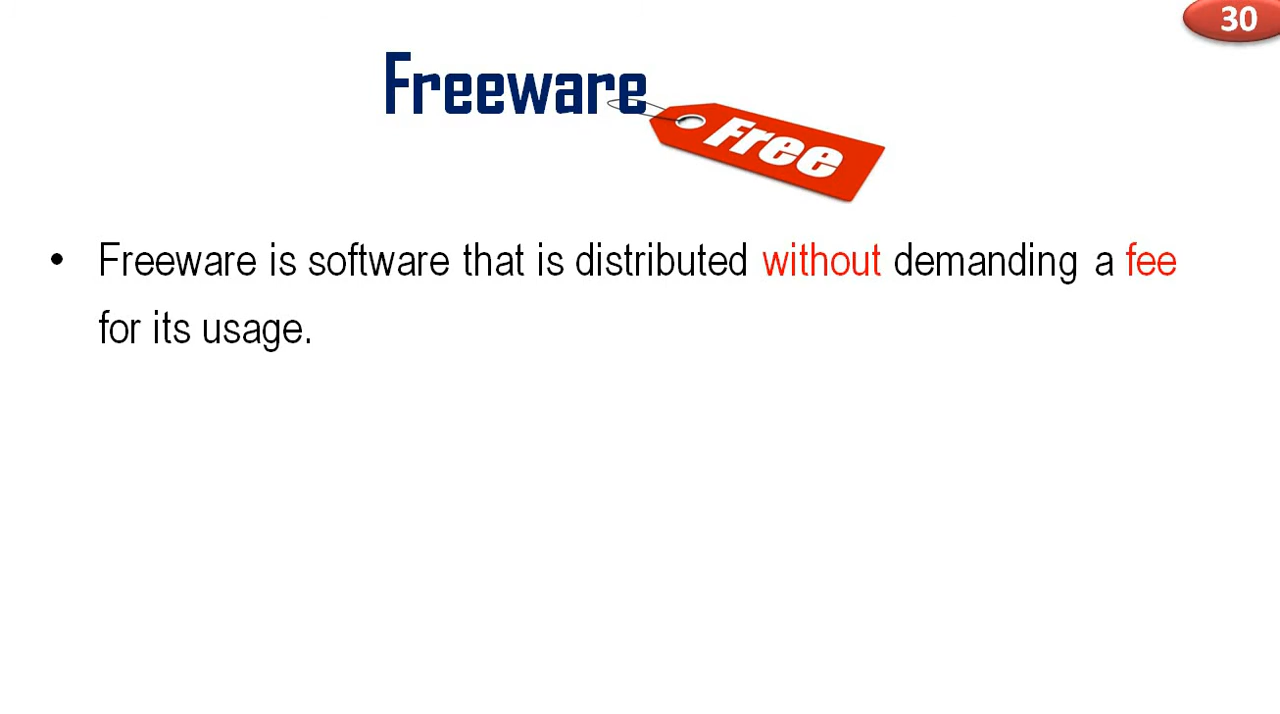 30
Freeware
Free
• Freeware is software that is distributed without demanding a fee
for its usage.